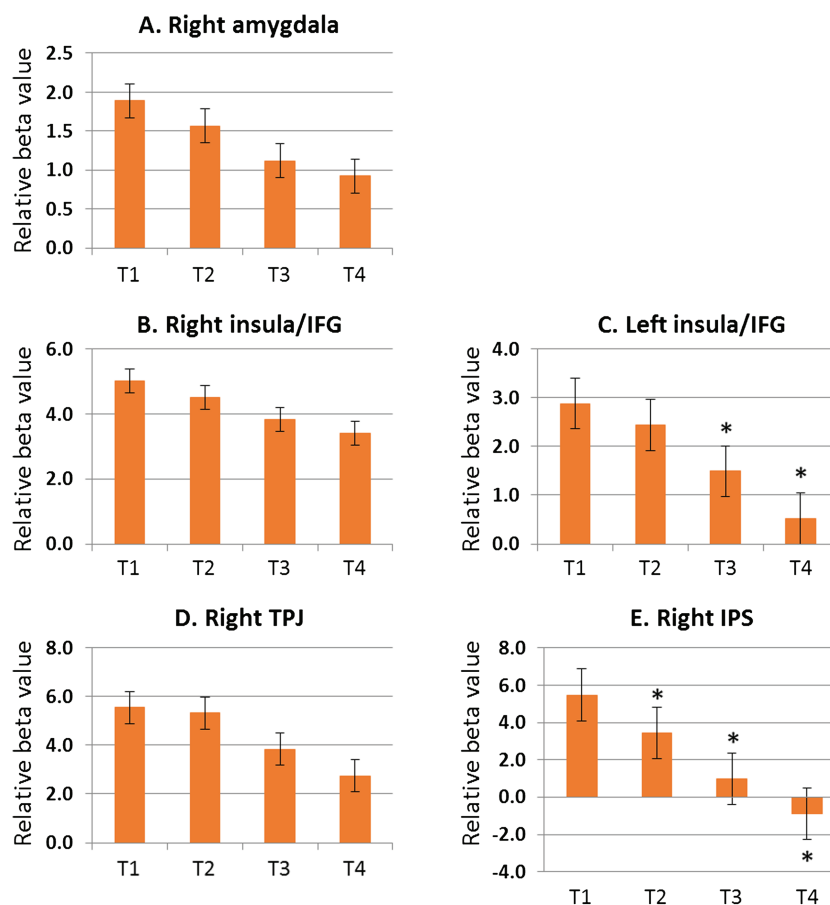 A. Right amygdala
Relative beta value
2.5
2.0
1.5
1.0
0.5
0.0
T1 T2 T3 T4
B. Right insula/IFG
Relative beta value
6.0
4.0
2.0
0.0
T1 T2 T3 T4
C. Left insula/IFG
Relative beta value
4.0
3.0
2.0
1.0
0.0
*
*
T1 T2 T3 T4
D. Right TPJ
Relative beta value
8.0
6.0
4.0
2.0
0.0
T1 T2 T3 T4
E. Right IPS
Relative beta value
8.0
6.0
4.0
2.0
0.0
-2.0
-4.0
*
*
*
T1 T2 T3 T4